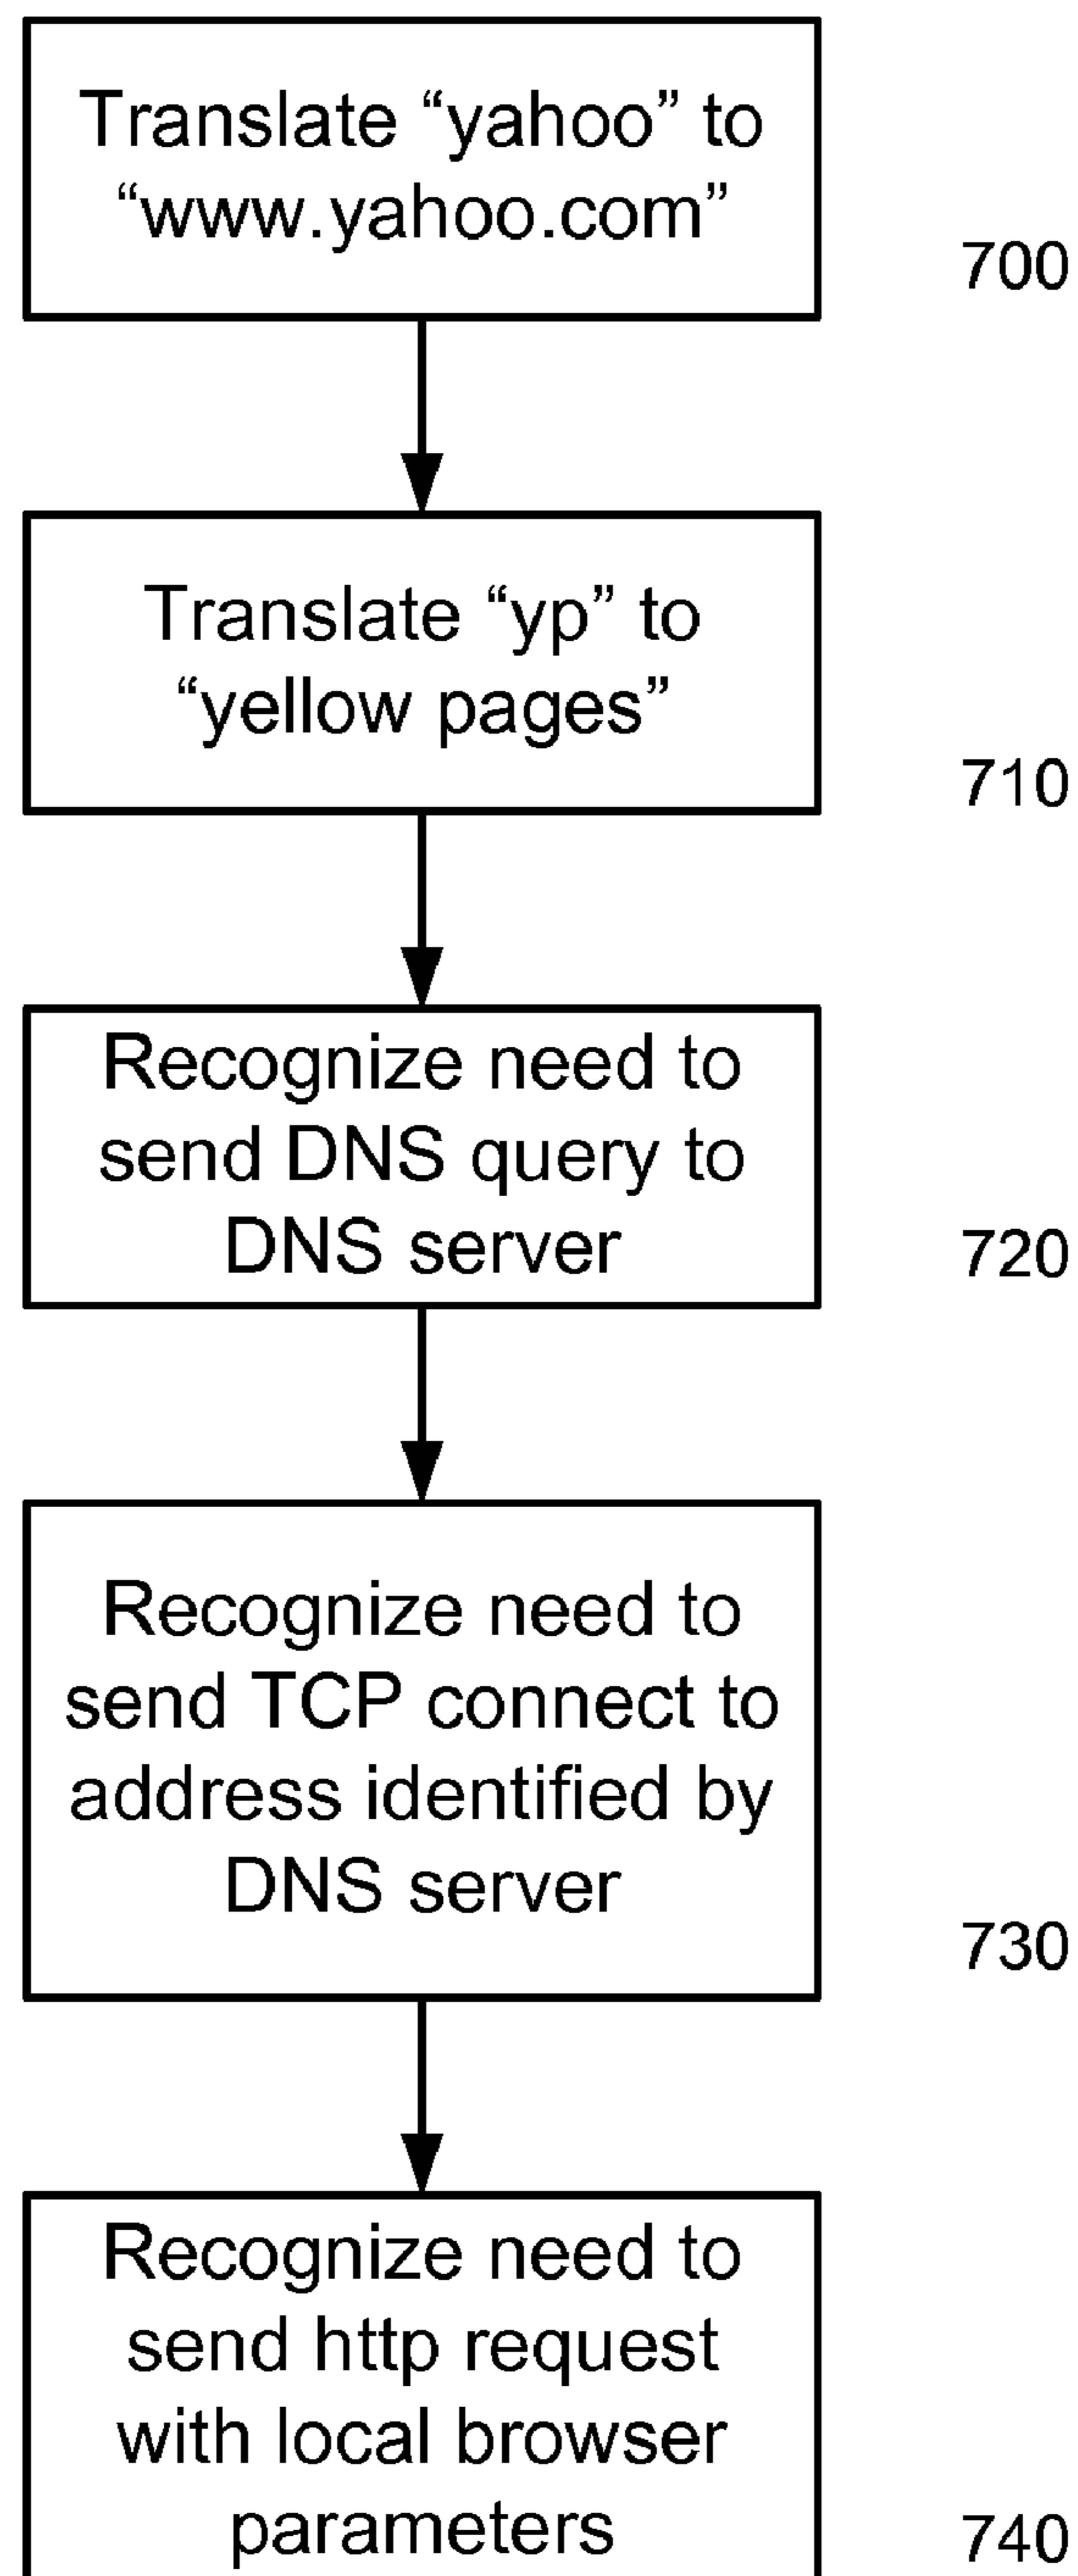 Translate “yahoo” to
“www.yahoo.com”
700
Translate “yp” to
“yellow pages”
710
Recognize need to
send DNS query to
DNS server
720
Recognize need to
send TCP connect to
address identified by
DNS server
730
Recognize need to
send http request
with local browser
parameters
740